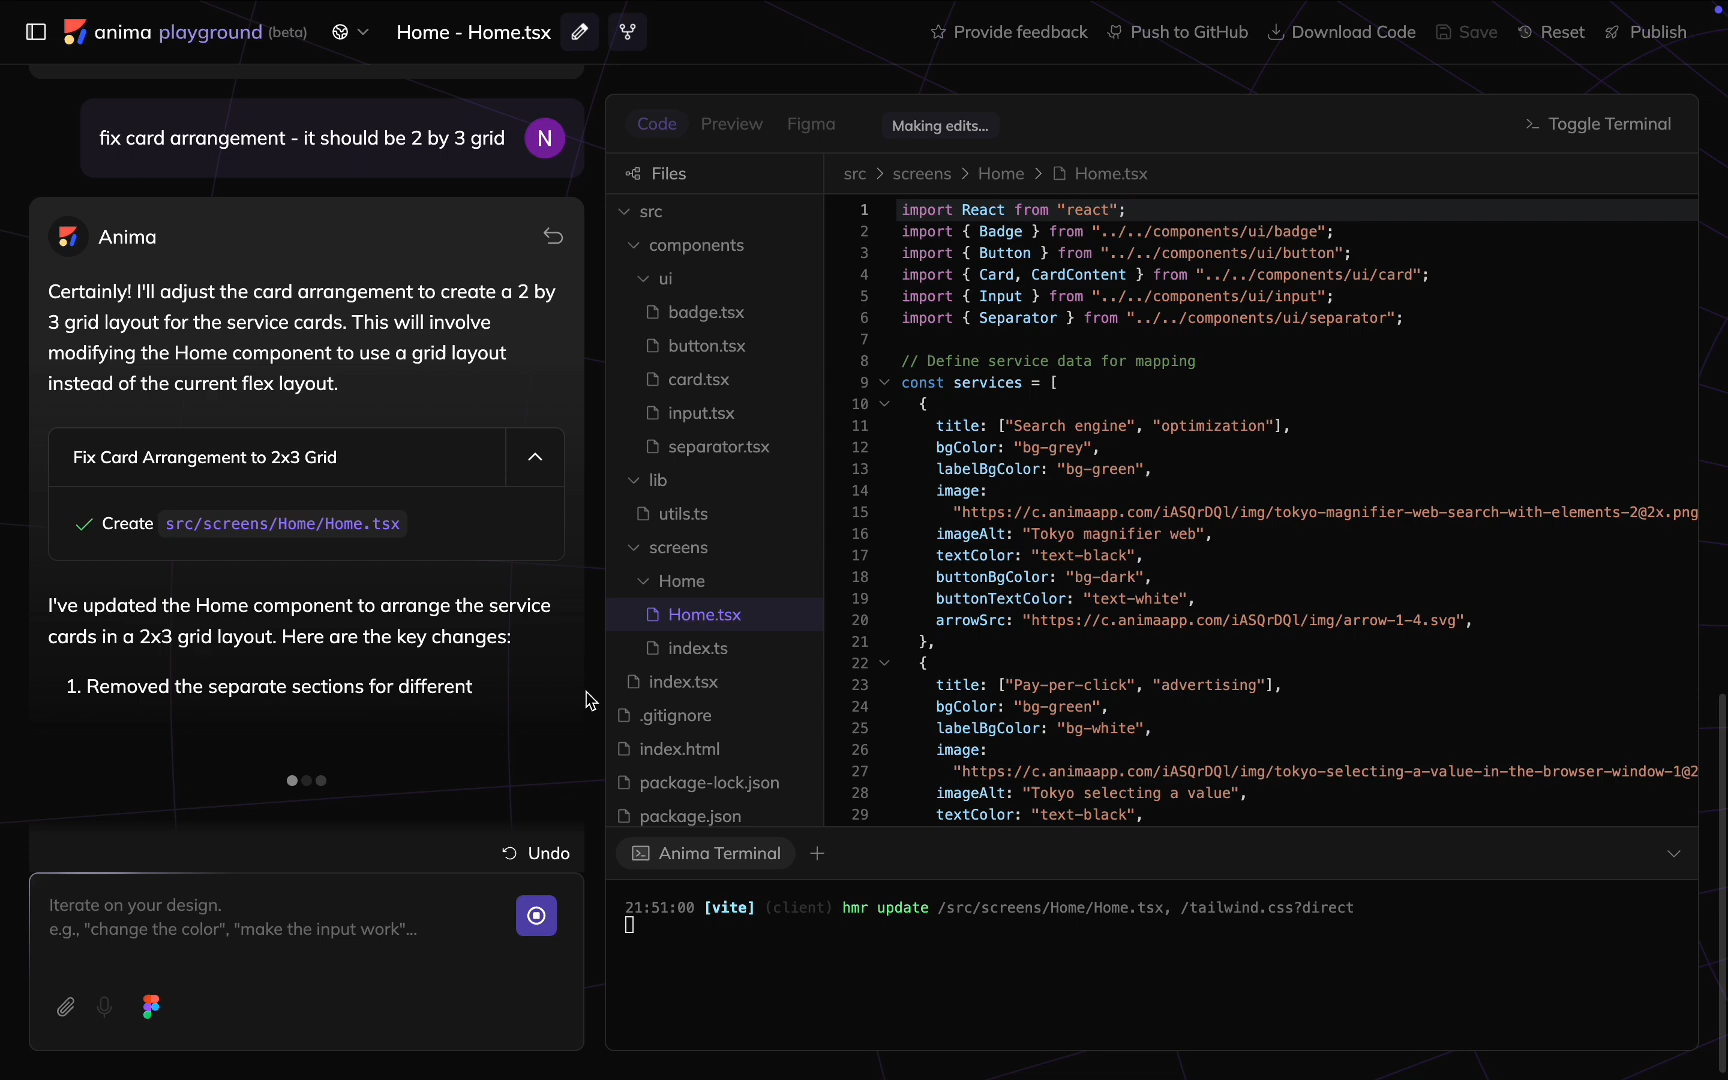 anima playground (beta)
Home - Home.tsx
Provide feedback
Push to GitHub
Download Code
Save
Reset
Publish
fix card arrangement - it should be 2 by 3 grid
N
Anima
Certainly! I'll adjust the card arrangement to create a 2 by
3 grid layout for the service cards. This will involve
modifying the Home component to use a grid layout
instead of the current flex layout.
Fix Card Arrangement to 2x3 Grid
Create src/screens/Home/Home.tsx
I've updated the Home component to arrange the service
cards in a 2x3 grid layout. Here are the key changes:
1. Removed the separate sections for different
Undo
Iterate on your design.
e.g., "change the color", "make the input work"...
Code
Preview
Figma
Making edits...
Toggle Terminal
Files
src
components
ui
badge.tsx
button.tsx
card.tsx
input.tsx
separator.tsx
lib
utils.ts
screens
Home
Home.tsx
index.ts
index.tsx
.gitignore
index.html
package-lock.json
package.json
src > screens > Home > Home.tsx
1 import React from "react";
2 import { Badge } from "../../components/ui/badge";
3 import { Button } from "../../components/ui/button";
4 import { Card, CardContent } from "../../components/ui/card";
5 import { Input } from "../../components/ui/input";
6 import { Separator } from "../../components/ui/separator";
7
8 // Define service data for mapping
9 const services = [
10 {
11 title: ["Search engine", "optimization"],
12 bgColor: "bg-grey",
13 labelBgColor: "bg-green",
14 image:
15 "https://c.animaapp.com/iASQrDQl/img/tokyo-magnifier-web-search-with-elements-2@2x.png
16 imageAlt: "Tokyo magnifier web",
17 textColor: "text-black",
18 buttonBgColor: "bg-dark",
19 buttonTextColor: "text-white",
20 arrowSrc: "https://c.animaapp.com/iASQrDQl/img/arrow-1-4.svg",
21 },
22 {
23 title: ["Pay-per-click", "advertising"],
24 bgColor: "bg-green",
25 labelBgColor: "bg-white",
26 image:
27 "https://c.animaapp.com/iASQrDQl/img/tokyo-selecting-a-value-in-the-browser-window-1@2
28 imageAlt: "Tokyo selecting a value",
29 textColor: "text-black",
Anima Terminal
21:51:00 [vite] (client) hmr update /src/screens/Home/Home.tsx, /tailwind.css?direct